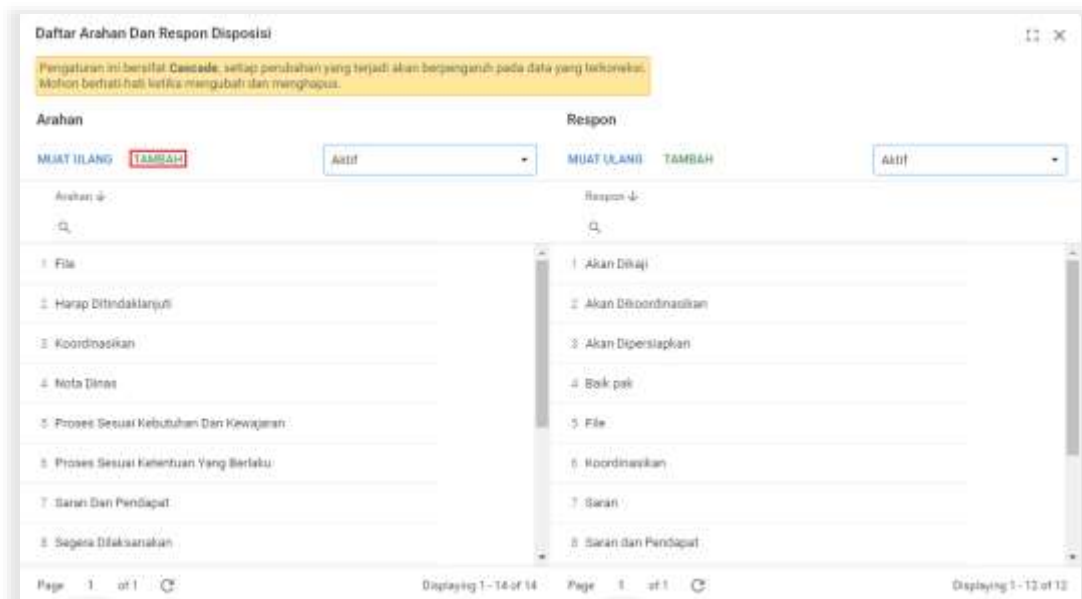 Daftar Arahan Dan Respon Disposisi
Pengaturan ini bersifat Cascade, setiap perubahan yang terjadi akan berpengaruh pada data yang terkoneksi.
Mohon berhati-hati ketika mengubah dan menghapus.
Arahan
MUAT ULANG TAMBAH Aktif
Arahan
1 File
2 Harap Ditindaklanjuti
3 Koordinasikan
4 Nota Dinas
5 Proses Sesuai Kebutuhan Dan Kewajaran
6 Proses Sesuai Ketentuan Yang Berlaku
7 Saran Dan Pendapat
8 Segera Dilaksanakan
Page 1 of 1 Displaying 1 - 14 of 14
Respon
MUAT ULANG TAMBAH Aktif
Respon
1 Akan Dikaji
2 Akan Dikoordinasikan
3 Akan Dipersiapkan
4 Baik pak
5 File
6 Koordinasikan
7 Saran
8 Saran dan Pendapat
Page 1 of 1 Displaying 1 - 12 of 12